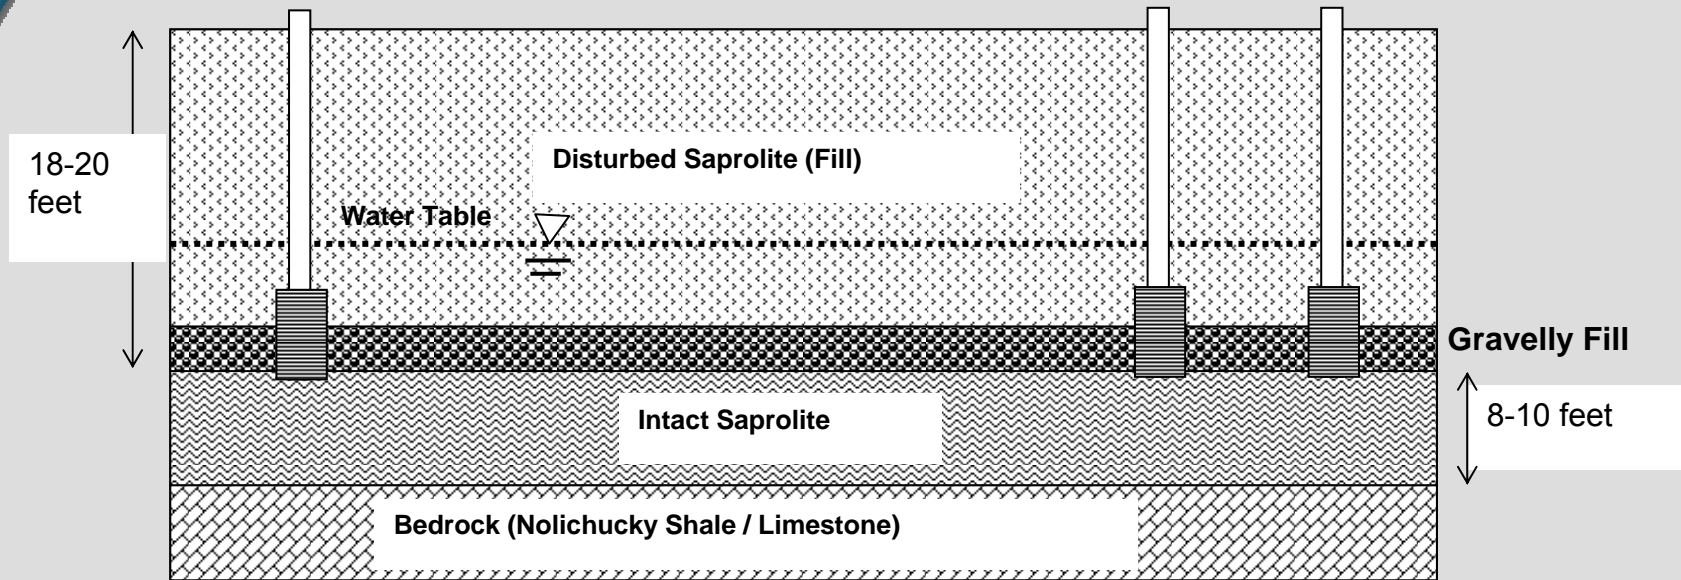 18-20
feet
Disturbed Saprolite (Fill)
Water Table
Gravelly Fill
Intact Saprolite
8-10 feet
Bedrock (Nolichucky Shale / Limestone)